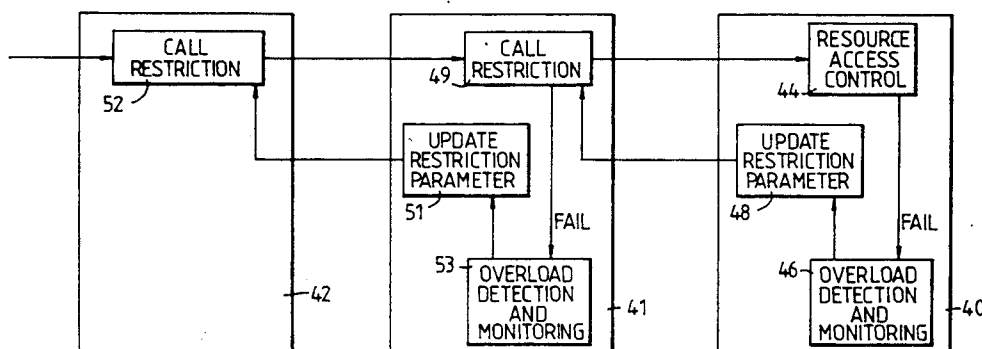 CALL
RESTRICTION
52
CALL
RESTRICTION
49
RESOURCE
ACCESS
CONTROL
44
UPDATE
RESTRICTION
PARAMETER
51
UPDATE
RESTRICTION
PARAMETER
48
FAIL
FAIL
53
OVERLOAD
DETECTION
AND
MONITORING
46
OVERLOAD
DETECTION
AND
MONITORING
42
41
40